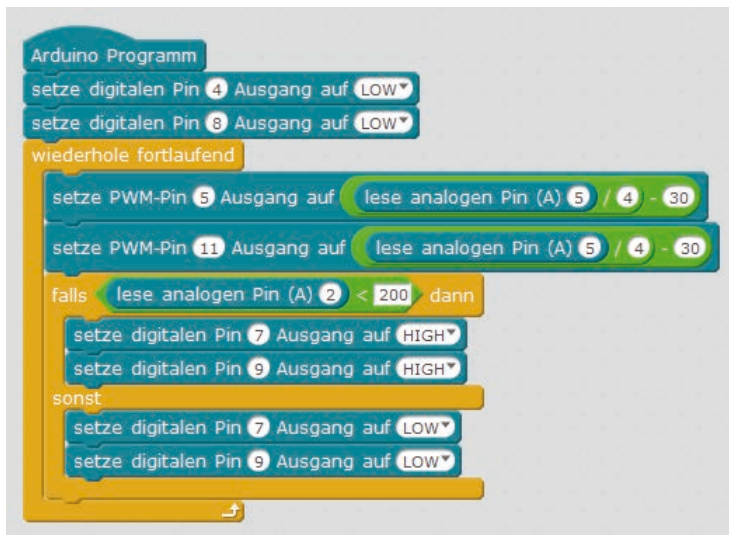 Arduino Programm
setze digitalen Pin 4 Ausgang auf LOW
setze digitalen Pin 8 Ausgang auf LOW
wiederhole fortlaufend
setze PWM-Pin 5 Ausgang auf lese analogen Pin (A) 5 / 4 - 30
setze PWM-Pin 11 Ausgang auf lese analogen Pin (A) 5 / 4 - 30
falls lese analogen Pin (A) 2 < 200 dann
setze digitalen Pin 7 Ausgang auf HIGH
setze digitalen Pin 9 Ausgang auf HIGH
sonst
setze digitalen Pin 7 Ausgang auf LOW
setze digitalen Pin 9 Ausgang auf LOW